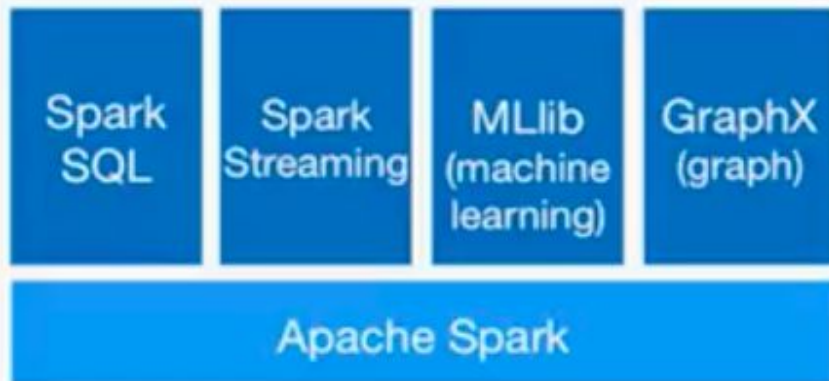 Spark
SQL
Spark
Streaming
MLlib
(machine
learning)
GraphX
(graph)
Apache Spark